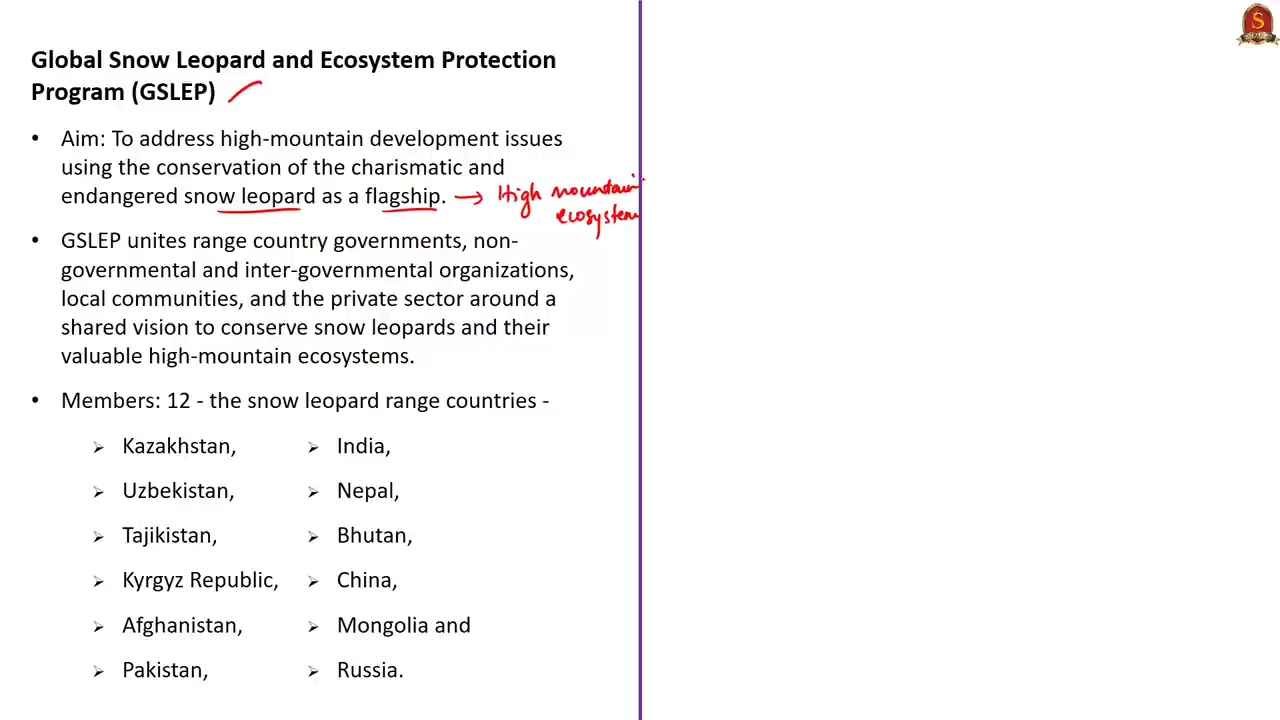 Global Snow Leopard and Ecosystem Protection
Program (GSLEP)
• Aim: To address high-mountain development issues
using the conservation of the charismatic and
endangered snow leopard as a flagship. → High mountain
ecosystem
• GSLEP unites range country governments, non-
governmental and inter-governmental organizations,
local communities, and the private sector around a
shared vision to conserve snow leopards and their
valuable high-mountain ecosystems.
• Members: 12 - the snow leopard range countries -
➢ Kazakhstan,
➢ Uzbekistan,
➢ Tajikistan,
➢ Kyrgyz Republic,
➢ Afghanistan,
➢ Pakistan,
➢ India,
➢ Nepal,
➢ Bhutan,
➢ China,
➢ Mongolia and
➢ Russia.
S